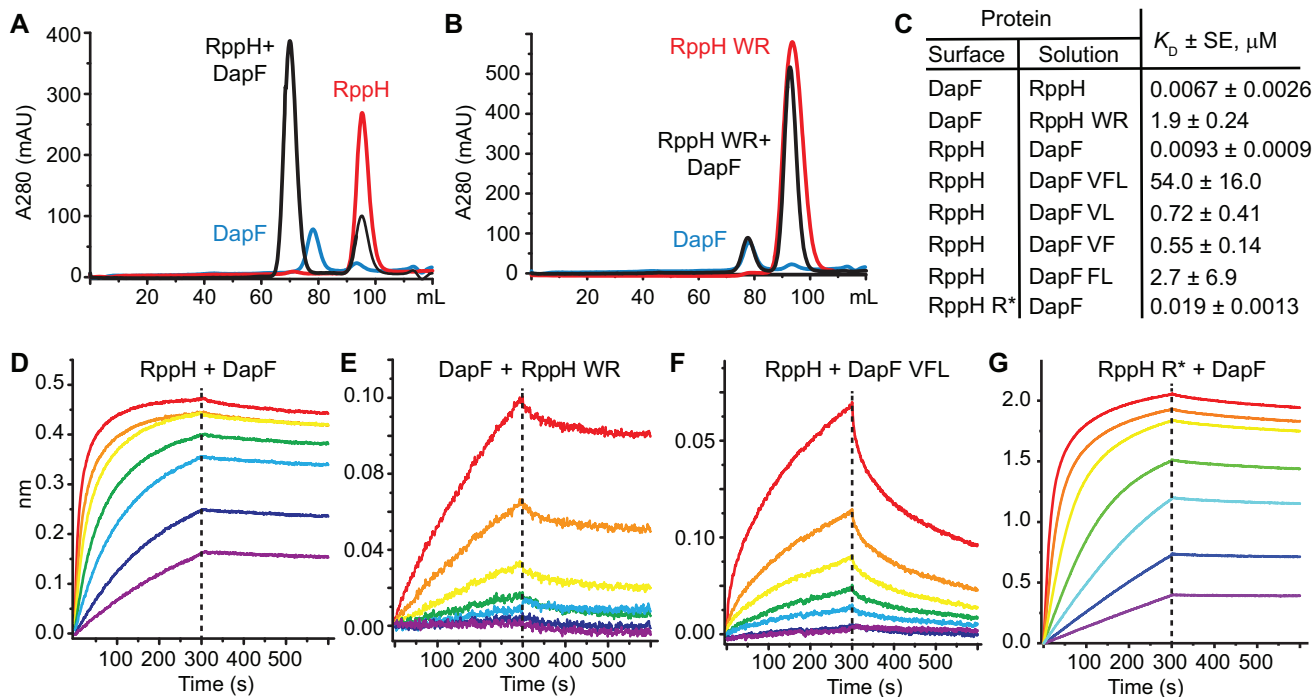 A
400
300
200
100
0
A280 (mAU)
RppH+
DapF
RppH
DapF
20 40 60 80 100 mL
B
500
400
300
200
100
0
A280 (mAU)
RppH WR
RppH WR+
DapF
DapF
20 40 60 80 100 mL
C
Protein
K_D ± SE, μM
Surface Solution
DapF RppH 0.0067 ± 0.0026
DapF RppH WR 1.9 ± 0.24
RppH DapF 0.0093 ± 0.0009
RppH DapF VFL 54.0 ± 16.0
RppH DapF VL 0.72 ± 0.41
RppH DapF VF 0.55 ± 0.14
RppH DapF FL 2.7 ± 6.9
RppH R* DapF 0.019 ± 0.0013
D
RppH + DapF
0.5
0.4
0.3
0.2
0.1
0.0
nm
100 200 300 400 500
Time (s)
E
DapF + RppH WR
0.10
0.08
0.04
0.00
100 200 300 400 500
Time (s)
F
RppH + DapF VFL
0.05
0.10
0.00
100 200 300 400 500
Time (s)
G
RppH R* + DapF
2.0
1.5
1.0
0.5
0.0
100 200 300 400 500
Time (s)